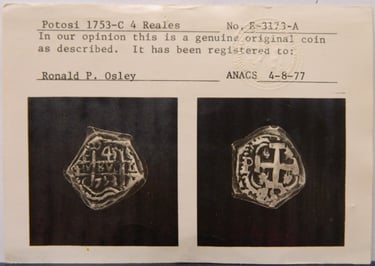 Potosi 1753-C 4 Reales No. E-3173-A
In our opinion this is a genuine original coin
as described. It has been registered to:
Ronald P. Osley ANACS 4-8-77